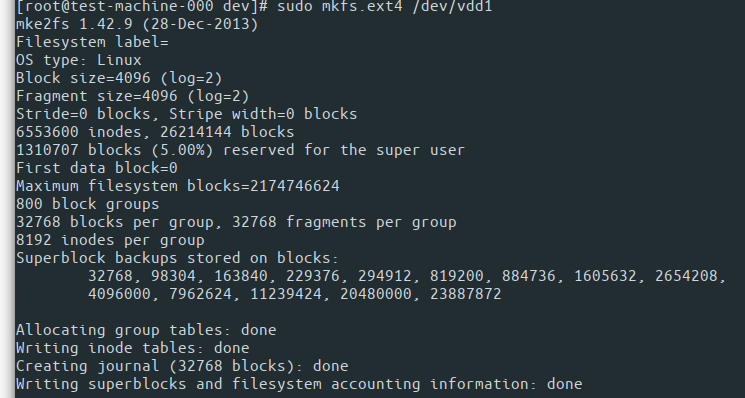 [root@test-machine-000 dev]# sudo mkfs.ext4 /dev/vdd1
mke2fs 1.42.9 (28-Dec-2013)
Filesystem label=
OS type: Linux
Block size=4096 (log=2)
Fragment size=4096 (log=2)
Stride=0 blocks, Stripe width=0 blocks
6553600 inodes, 26214144 blocks
1310707 blocks (5.00%) reserved for the super user
First data block=0
Maximum filesystem blocks=2174746624
800 block groups
32768 blocks per group, 32768 fragments per group
8192 inodes per group
Superblock backups stored on blocks:
32768, 98304, 163840, 229376, 294912, 819200, 884736, 1605632, 2654208,
4096000, 7962624, 11239424, 20480000, 23887872
Allocating group tables: done
Writing inode tables: done
Creating journal (32768 blocks): done
Writing superblocks and filesystem accounting information: done